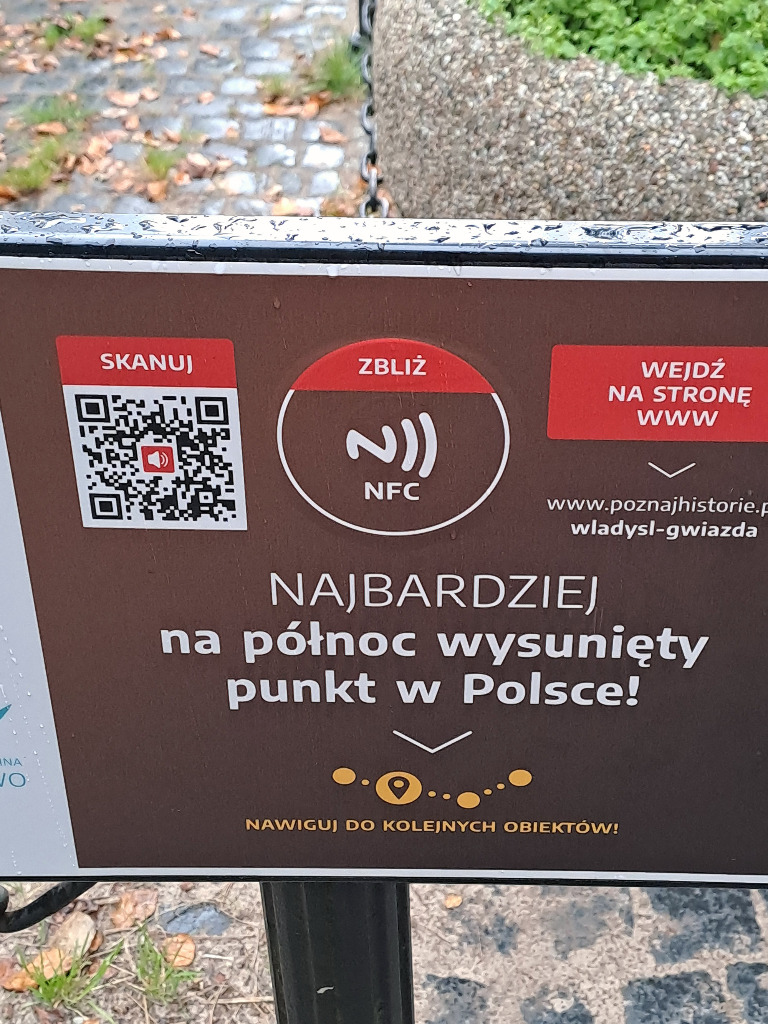 SKANUJ
ZBLIŻ
NFC
WEJDŹ
NA STRONĘ
WWW
www.poznajhistorie.p
wladysl-gwiazda
NAJBARDZIEJ
na północ wysunięty
punkt w Polsce!
NAWIGUJ DO KOLEJNYCH OBIEKTÓW!